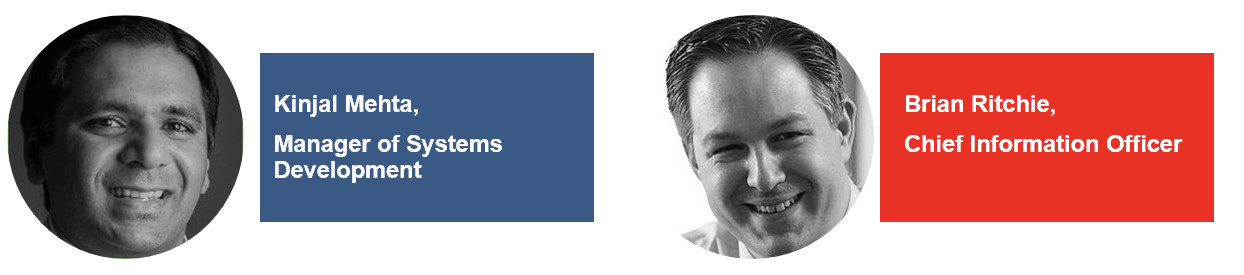 Kinjal Mehta,
Manager of Systems
Development
Brian Ritchie,
Chief Information Officer